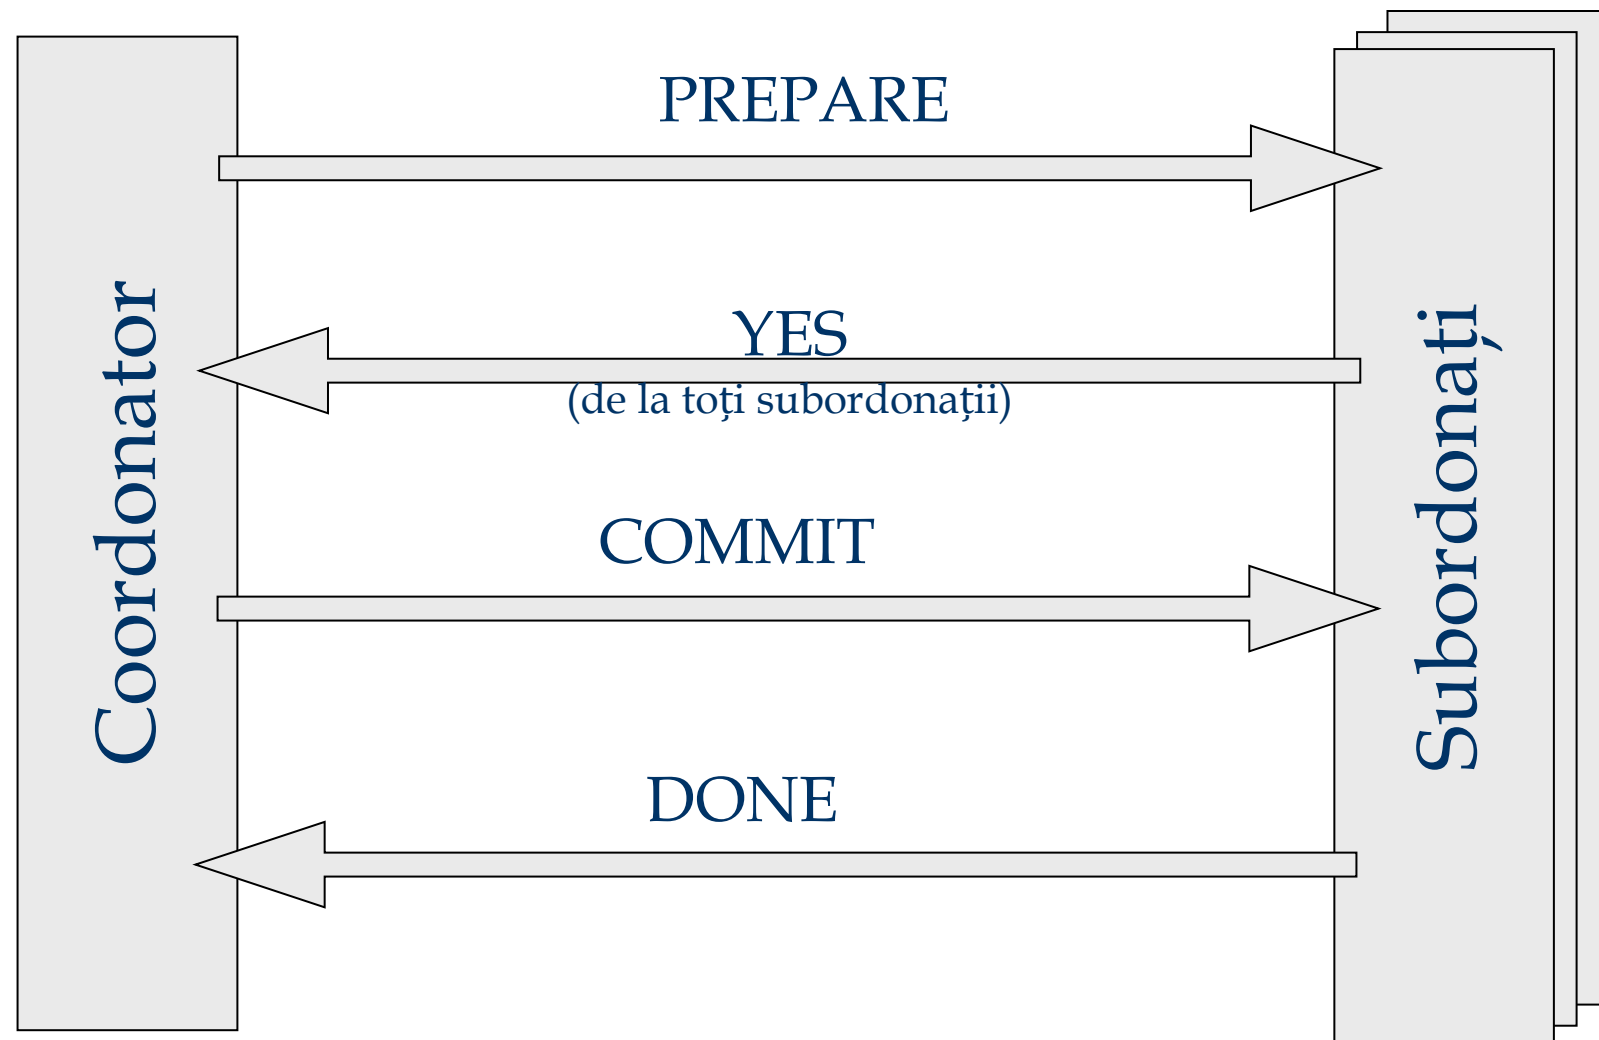 PREPARE
Coordonator
YES
(de la toți subordonații)
Subordonați
COMMIT
DONE